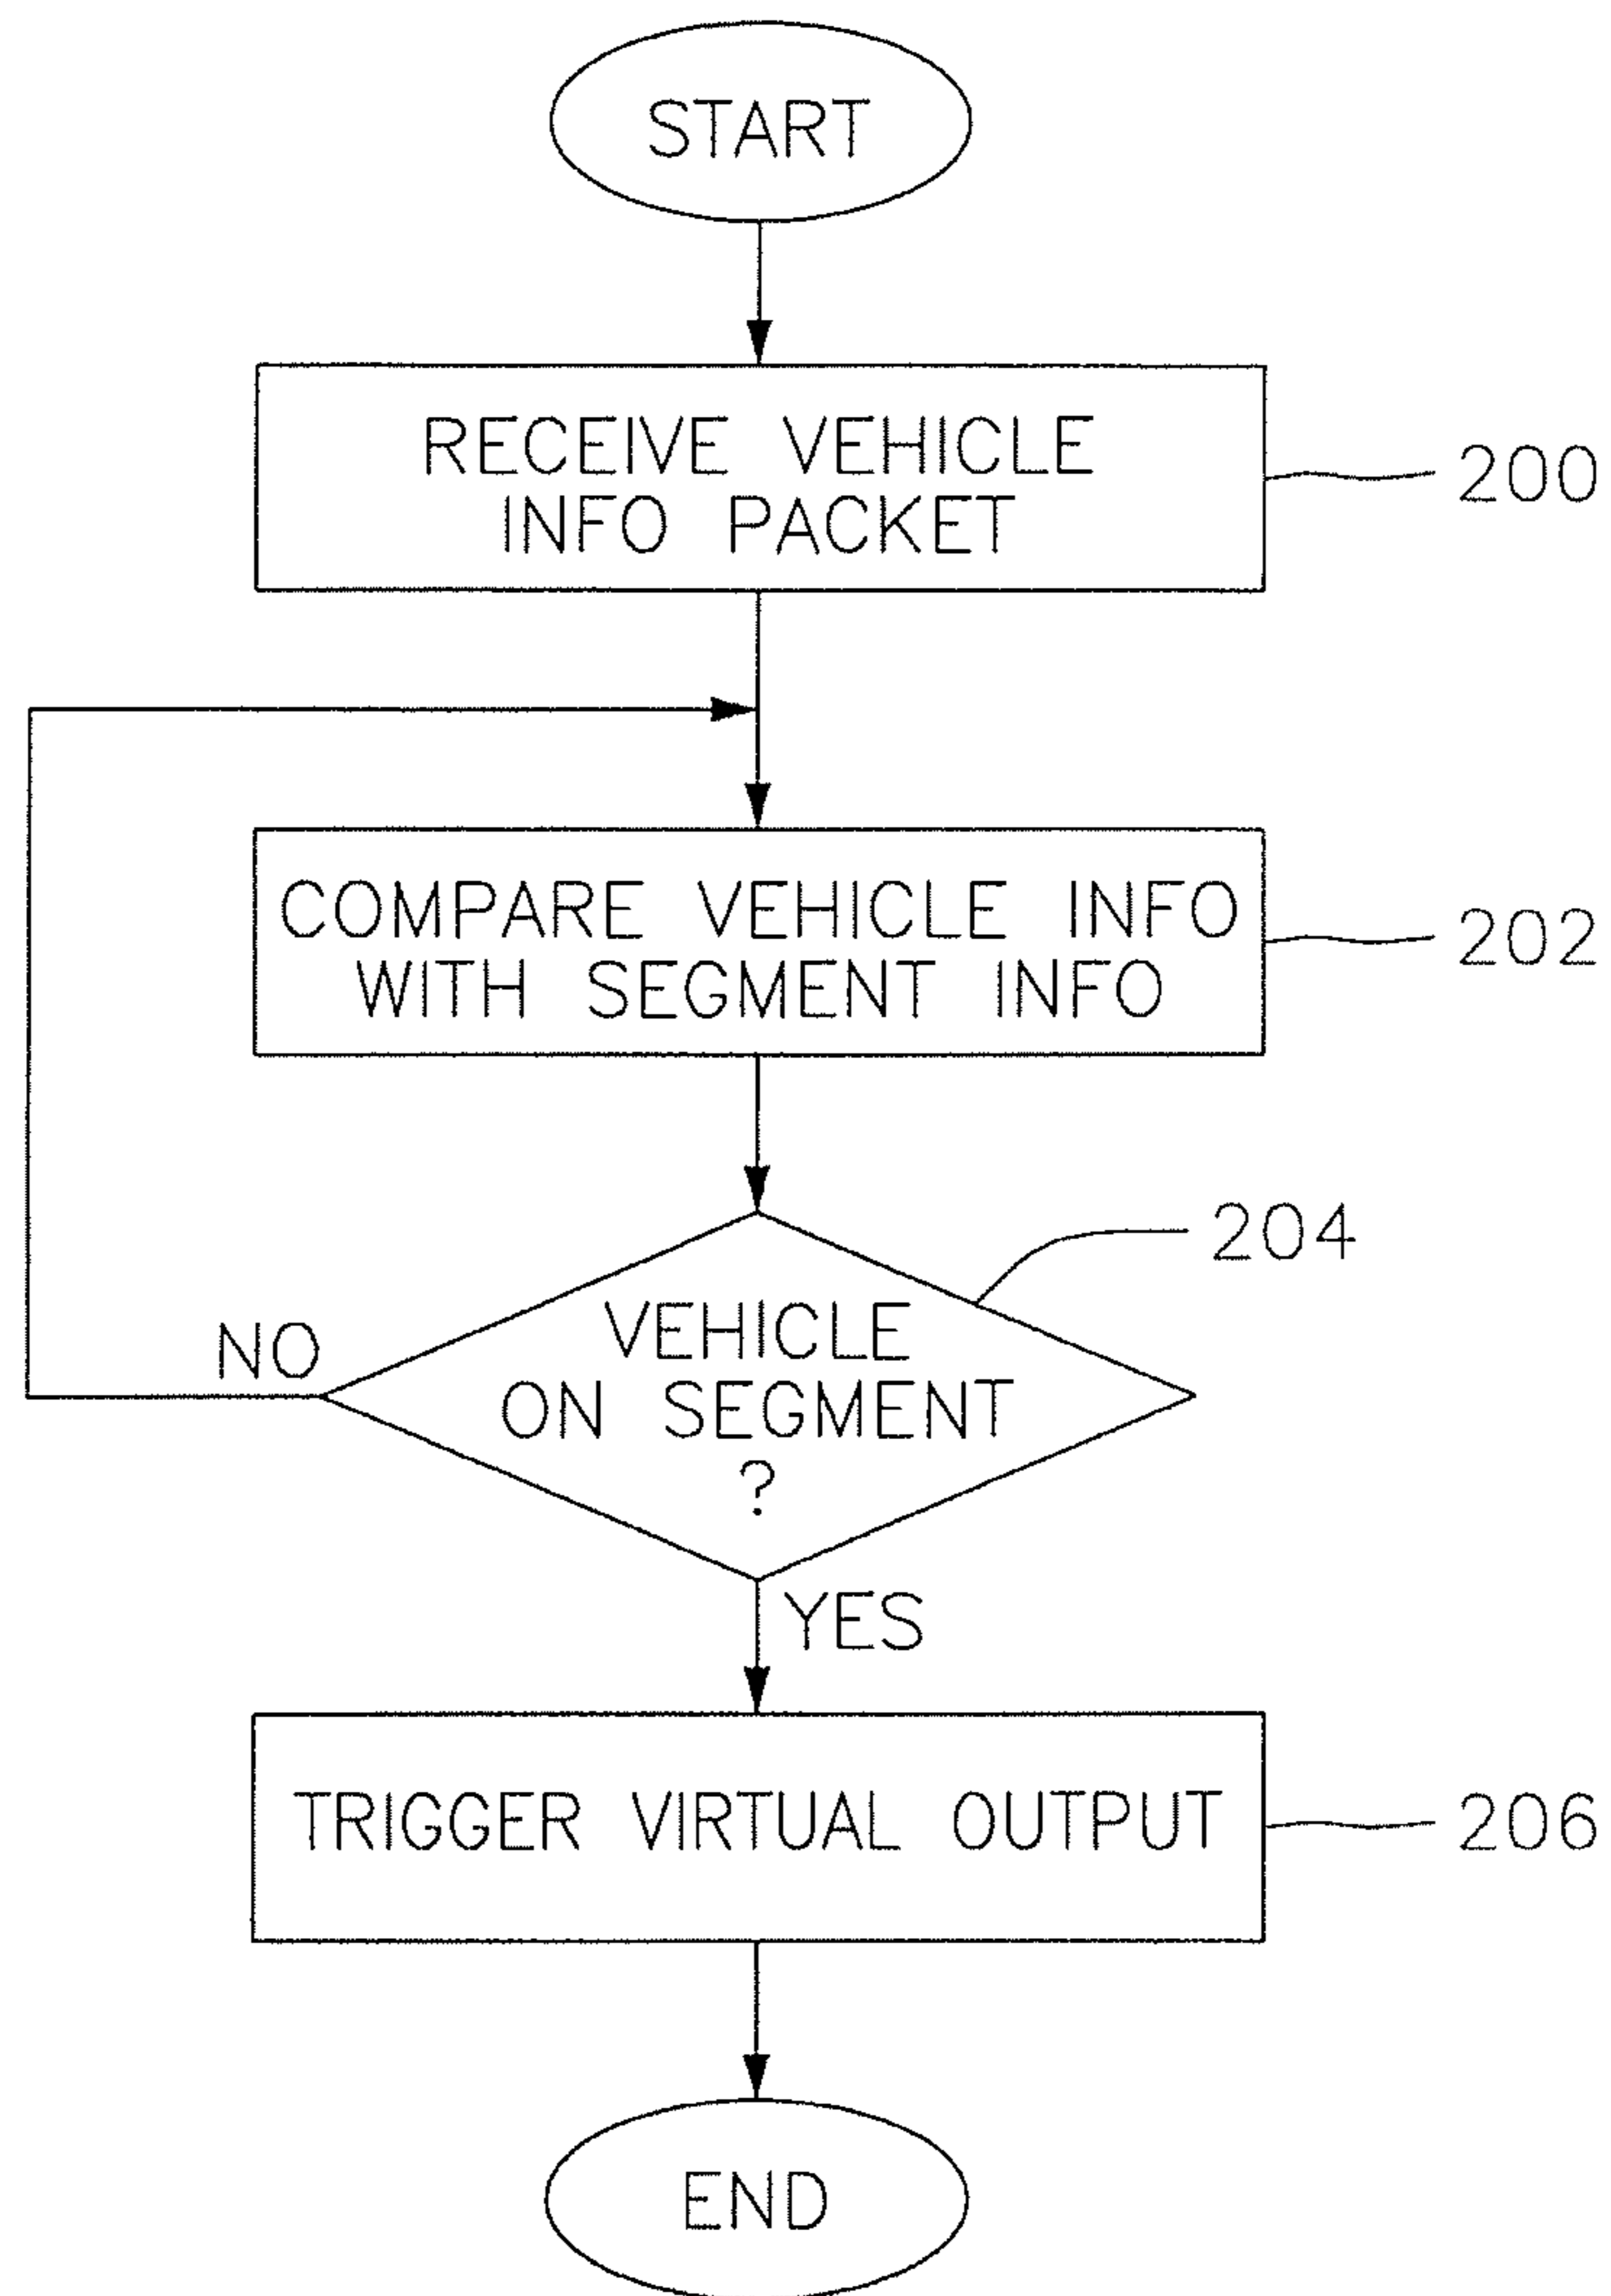 START
RECEIVE VEHICLE
INFO PACKET
200
COMPARE VEHICLE INFO
WITH SEGMENT INFO
202
204
VEHICLE
ON SEGMENT
?
NO
YES
TRIGGER VIRTUAL OUTPUT
206
END